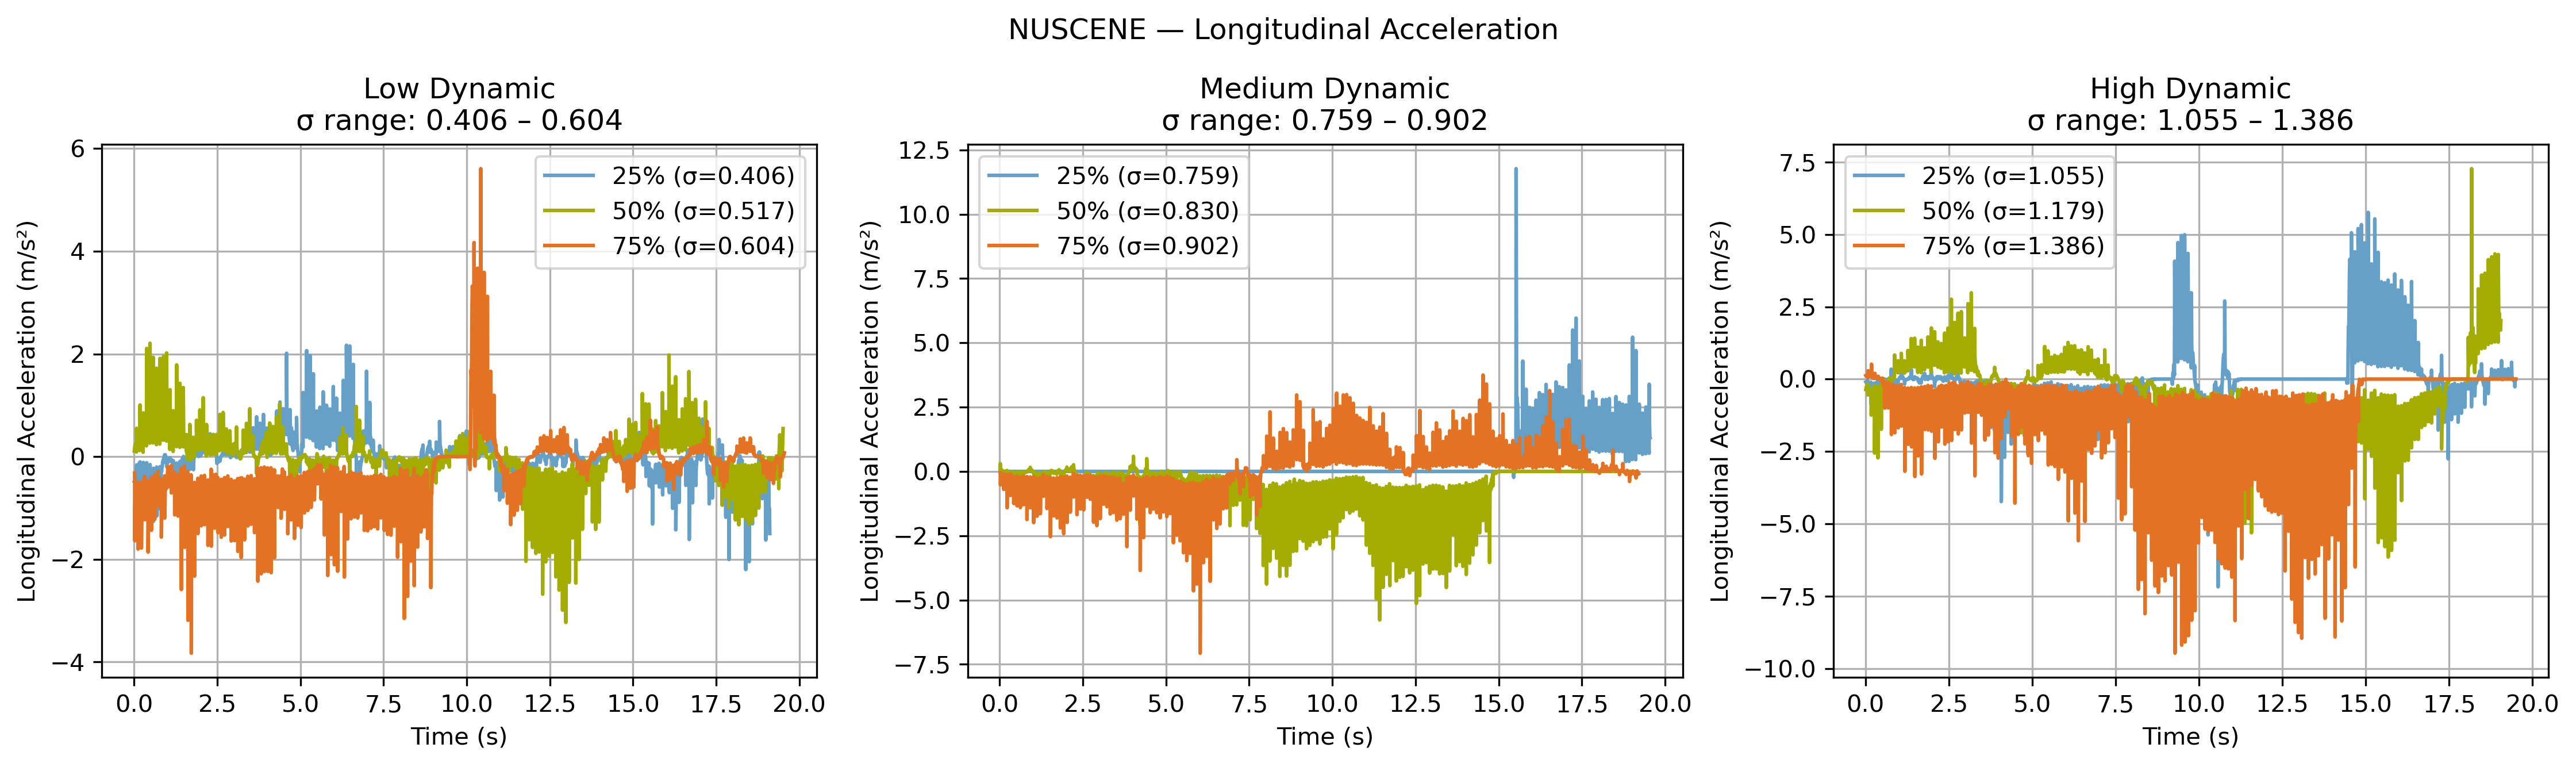 NUSCENE — Longitudinal Acceleration
Low Dynamic
σ range: 0.406 – 0.604
6
4
2
0
−2
−4
Longitudinal Acceleration (m/s²)
25% (σ=0.406)
50% (σ=0.517)
75% (σ=0.604)
0.0 2.5 5.0 7.5 10.0 12.5 15.0 17.5 20.0
Time (s)
Medium Dynamic
σ range: 0.759 – 0.902
12.5
10.0
7.5
5.0
2.5
0.0
−2.5
−5.0
−7.5
Longitudinal Acceleration (m/s²)
25% (σ=0.759)
50% (σ=0.830)
75% (σ=0.902)
0.0 2.5 5.0 7.5 10.0 12.5 15.0 17.5 20.0
Time (s)
High Dynamic
σ range: 1.055 – 1.386
7.5
5.0
2.5
0.0
−2.5
−5.0
−7.5
−10.0
Longitudinal Acceleration (m/s²)
25% (σ=1.055)
50% (σ=1.179)
75% (σ=1.386)
0.0 2.5 5.0 7.5 10.0 12.5 15.0 17.5 20.0
Time (s)